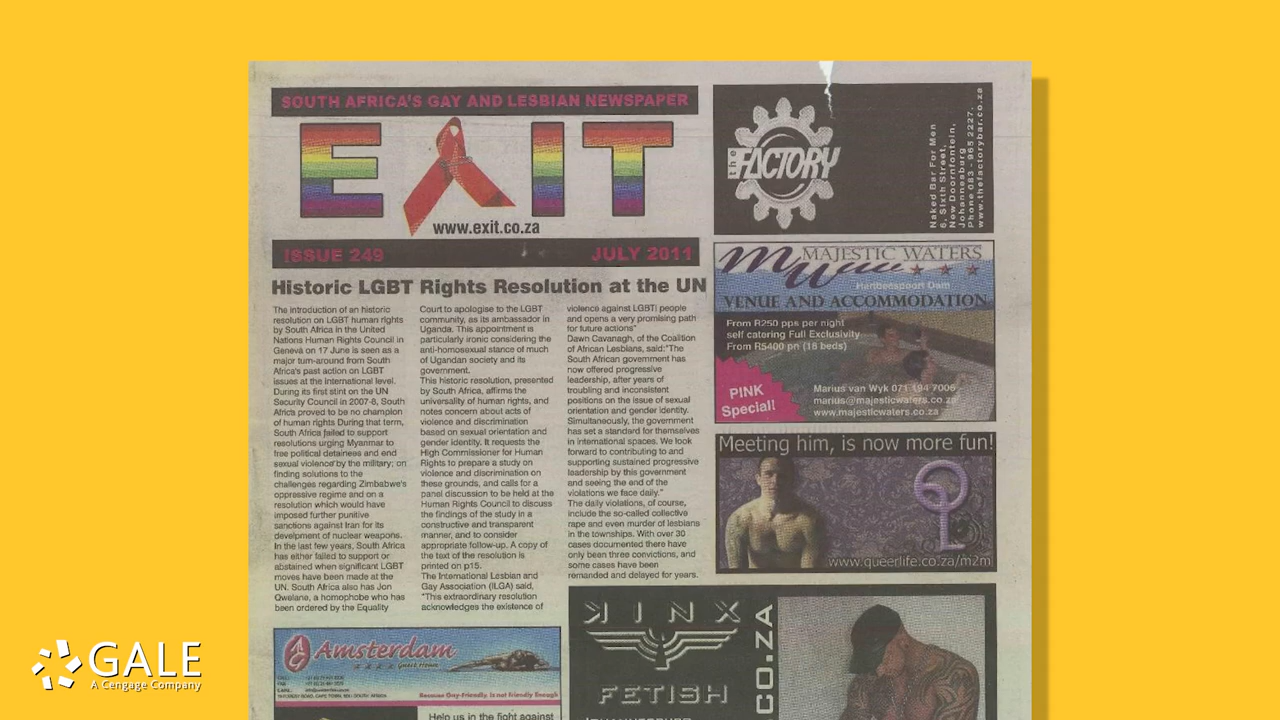 SOUTH AFRICA'S GAY AND LESBIAN NEWSPAPER
EXIT
www.exit.co.za
ISSUE 249 JULY 2011
Historic LGBT Rights Resolution at the UN
The introduction of an historic
resolution on LGBT human rights
by South Africa in the United
Nations Human Rights Council in
Geneva on 17 June is seen as a
major turn-around from South
Africa's past action on LGBT
issues at the international level.
During its first stint on the UN
Security Council in 2007-8, South
Africa proved to be no champion
of human rights During that term,
South Africa failed to support
resolutions urging Myanmar to
free political detainees and end
sexual violence by the military; on
finding solutions to the
challenges regarding Zimbabwe's
oppressive regime and on a
resolution which would have
imposed further punitive
sanctions against Iran for its
develpment of nuclear weapons.
In the last few years, South Africa
has either failed to support or
abstained when significant LGBT
moves have been made at the
UN. South Africa also has Jon
Qwelane, a homophobe who has
been ordered by the Equality
Court to apologise to the LGBT
community, as its ambassador in
Uganda. This appointment is
particularly ironic considering the
anti-homosexual stance of much
of Ugandan society and its
government.
This historic resolution, presented
by South Africa, affirms the
universality of human rights, and
notes concern about acts of
violence and discrimination
based on sexual orientation and
gender identity. It requests the
High Commissioner for Human
Rights to prepare a study on
violence and discrimination on
these grounds, and calls for a
panel discussion to be held at the
Human Rights Council to discuss
the findings of the study in a
constructive and transparent
manner, and to consider
appropriate follow-up. A copy of
the text of the resolution is
printed on p15.
The International Lesbian and
Gay Association (ILGA) said,
"This extraordinary resolution
acknowledges the existence of
violence against LGBTI people
and opens a very promising path
for future actions"
Dawn Cavanagh, of the Coalition
of African Lesbians, said:"The
South African government has
now offered progressive
leadership, after years of
troubling and inconsistent
positions on the issue of sexual
orientation and gender identity.
Simultaneously, the government
has set a standard for themselves
in international spaces. We look
forward to contributing to and
supporting sustained progressive
leadership by this government
and seeing the end of the
violations we face daily."
The daily violations, of course,
include the so-called collective
rape and even murder of lesbians
in the townships. With over 30
cases documented there have
only been three convictions, and
some cases have been
remanded and delayed for years.
the FACTORY
Naked Bar For Men
6, Sixth Street,
New Doornfontein,
Johannesburg
Phone 083 - 965 2227.
www.thefactorybar.co.za
MAJESTIC WATERS
Hartbeespoort Dam
VENUE AND ACCOMMODATION
From R250 pps per night
self catering Full Exclusivity
From R5400 pn (18 beds)
PINK
Special!
Marius van Wyk 071 194 7006
marius@majesticwaters.co.za
www.majesticwaters.co.za
Meeting him, is now more fun!
www.queerlife.co.za/m2m
Amsterdam
Guest House
Because Gay-Friendly, is not Friendly Enough
Help us in the fight against
KINX
FETISH
CO.ZA
GALE
A Cengage Company